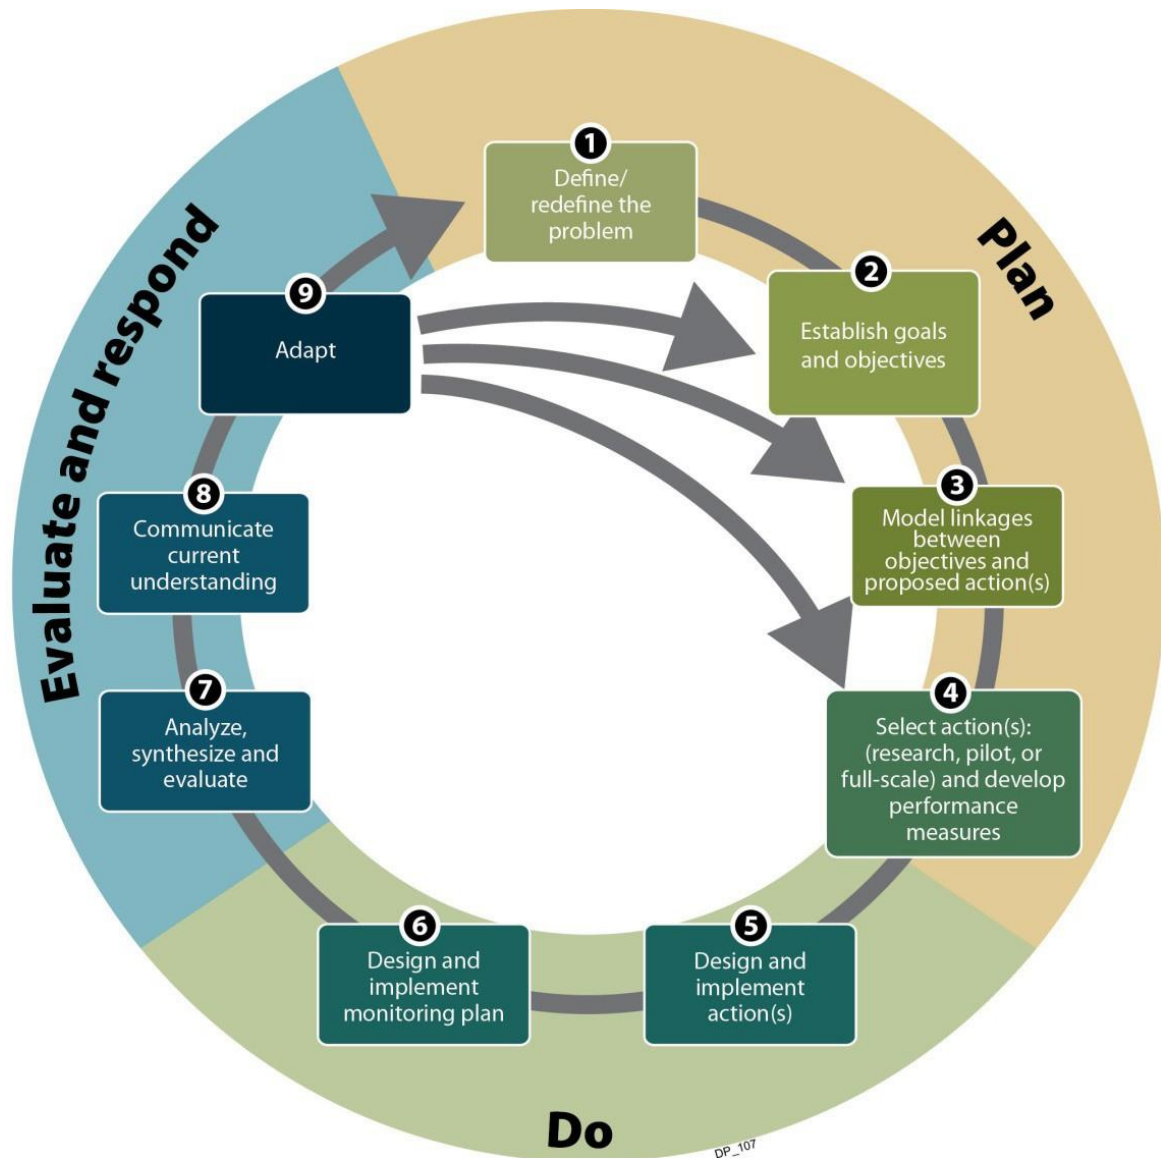 Plan
1
Define/
redefine the
problem
2
Establish goals
and objectives
3
Model linkages
between
objectives and
proposed action(s)
4
Select action(s):
(research, pilot, or
full-scale) and develop
performance
measures
Do
5
Design and
implement
action(s)
6
Design and
implement
monitoring plan
Evaluate and respond
7
Analyze,
synthesize and
evaluate
8
Communicate
current
understanding
9
Adapt
DP_107